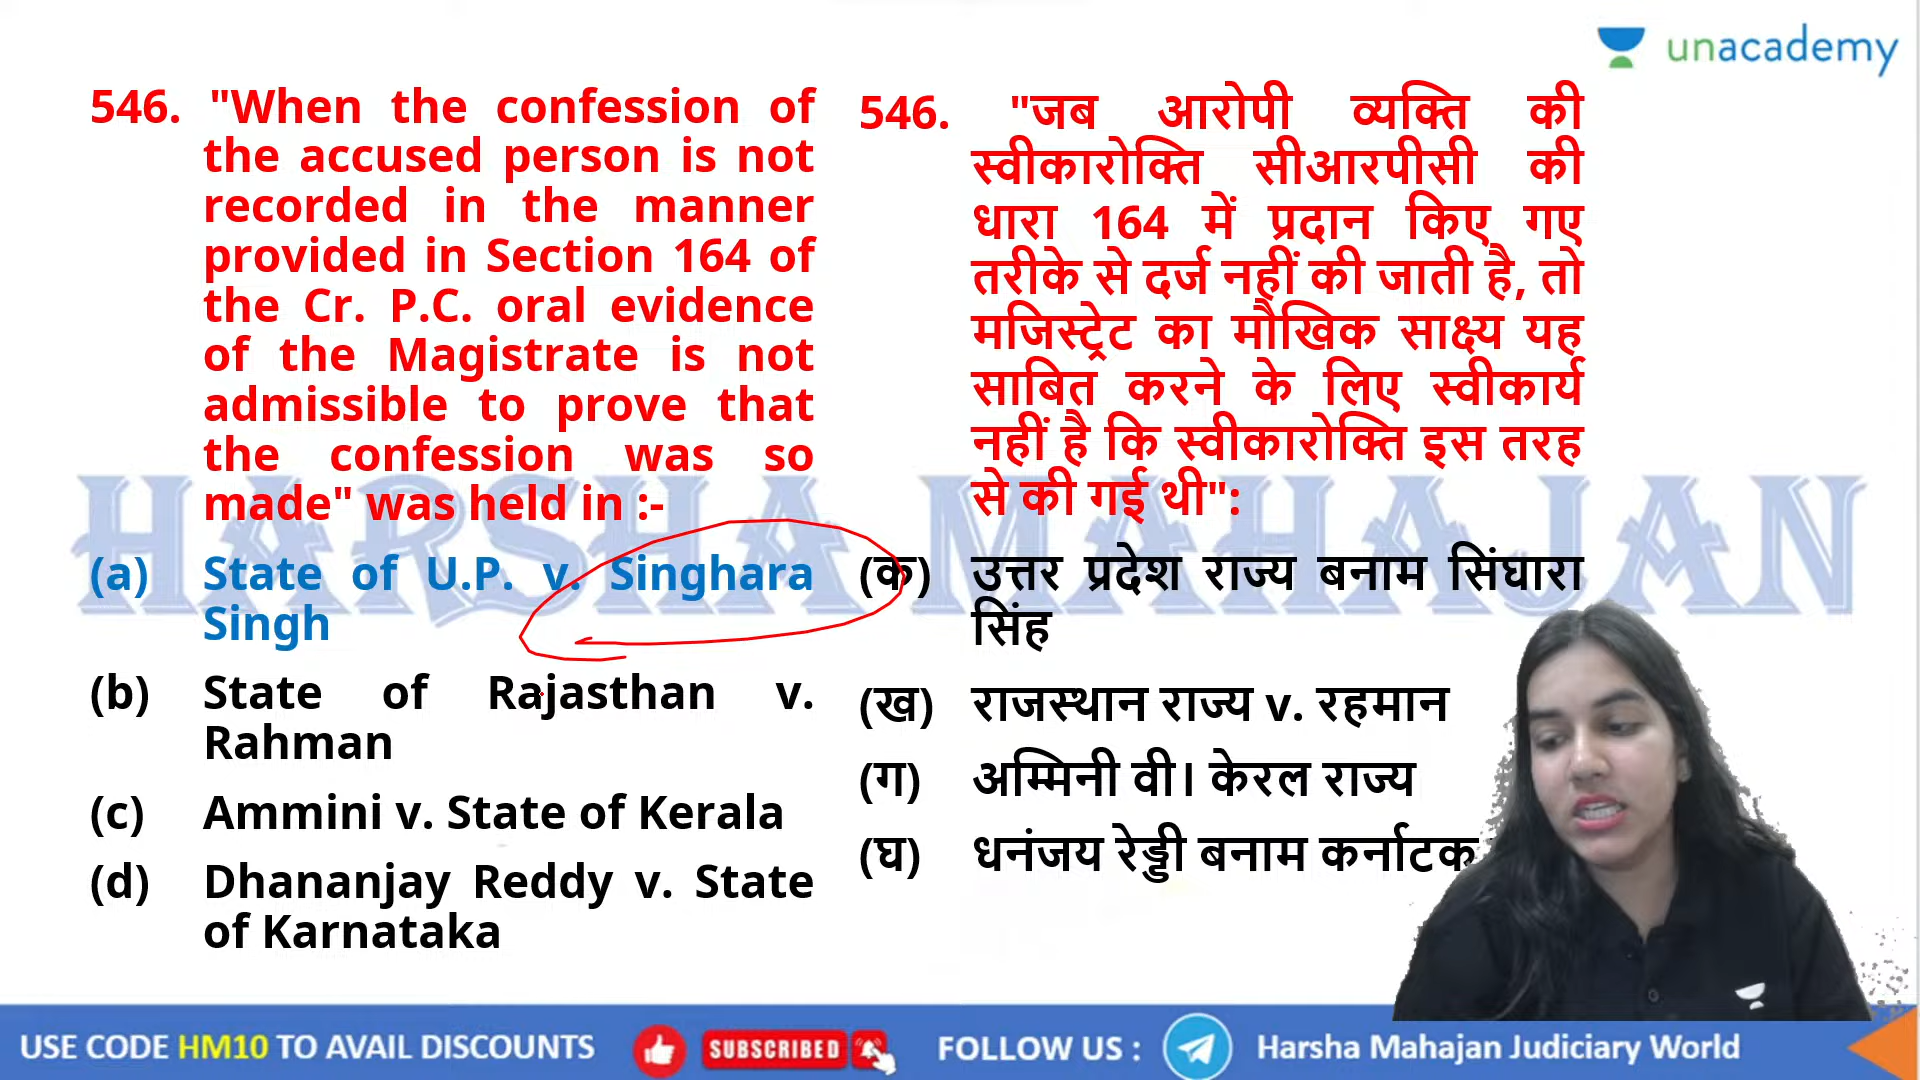 unacademy
546. "When the confession of
the accused person is not
recorded in the manner
provided in Section 164 of
the Cr. P.C. oral evidence
of the Magistrate is not
admissible to prove that
the confession was so
made" was held in :-
(a) State of U.P. v. Singhara
Singh
(b) State of Rajasthan v.
Rahman
(c) Ammini v. State of Kerala
(d) Dhananjay Reddy v. State
of Karnataka
546. "जब आरोपी व्यक्ति की
स्वीकारोक्ति सीआरपीसी की
धारा 164 में प्रदान किए गए
तरीके से दर्ज नहीं की जाती है, तो
मजिस्ट्रेट का मौखिक साक्ष्य यह
साबित करने के लिए स्वीकार्य
नहीं है कि स्वीकारोक्ति इस तरह
से की गई थी":
(क) उत्तर प्रदेश राज्य बनाम सिंघारा
सिंह
(ख) राजस्थान राज्य v. रहमान
(ग) अम्मिनी वी। केरल राज्य
(घ) धनंजय रेड्डी बनाम कर्नाटक
HARSHA MAHAJAN
USE CODE HM10 TO AVAIL DISCOUNTS
SUBSCRIBED
FOLLOW US :
Harsha Mahajan Judiciary World